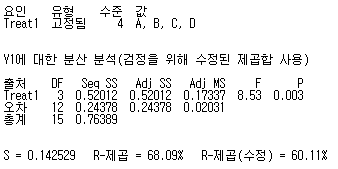 요인 유형 수준 값
Treat1 고정됨 4 A, B, C, D
V10에 대한 분산 분석(검정을 위해 수정된 제곱합 사용)
출처 DF Seq SS Adj SS Adj MS F P
Treat1 3 0.52012 0.52012 0.17337 8.53 0.003
오차 12 0.24378 0.24378 0.02031
총계 15 0.76389
S = 0.142529 R-제곱 = 68.09% R-제곱(수정) = 60.11%